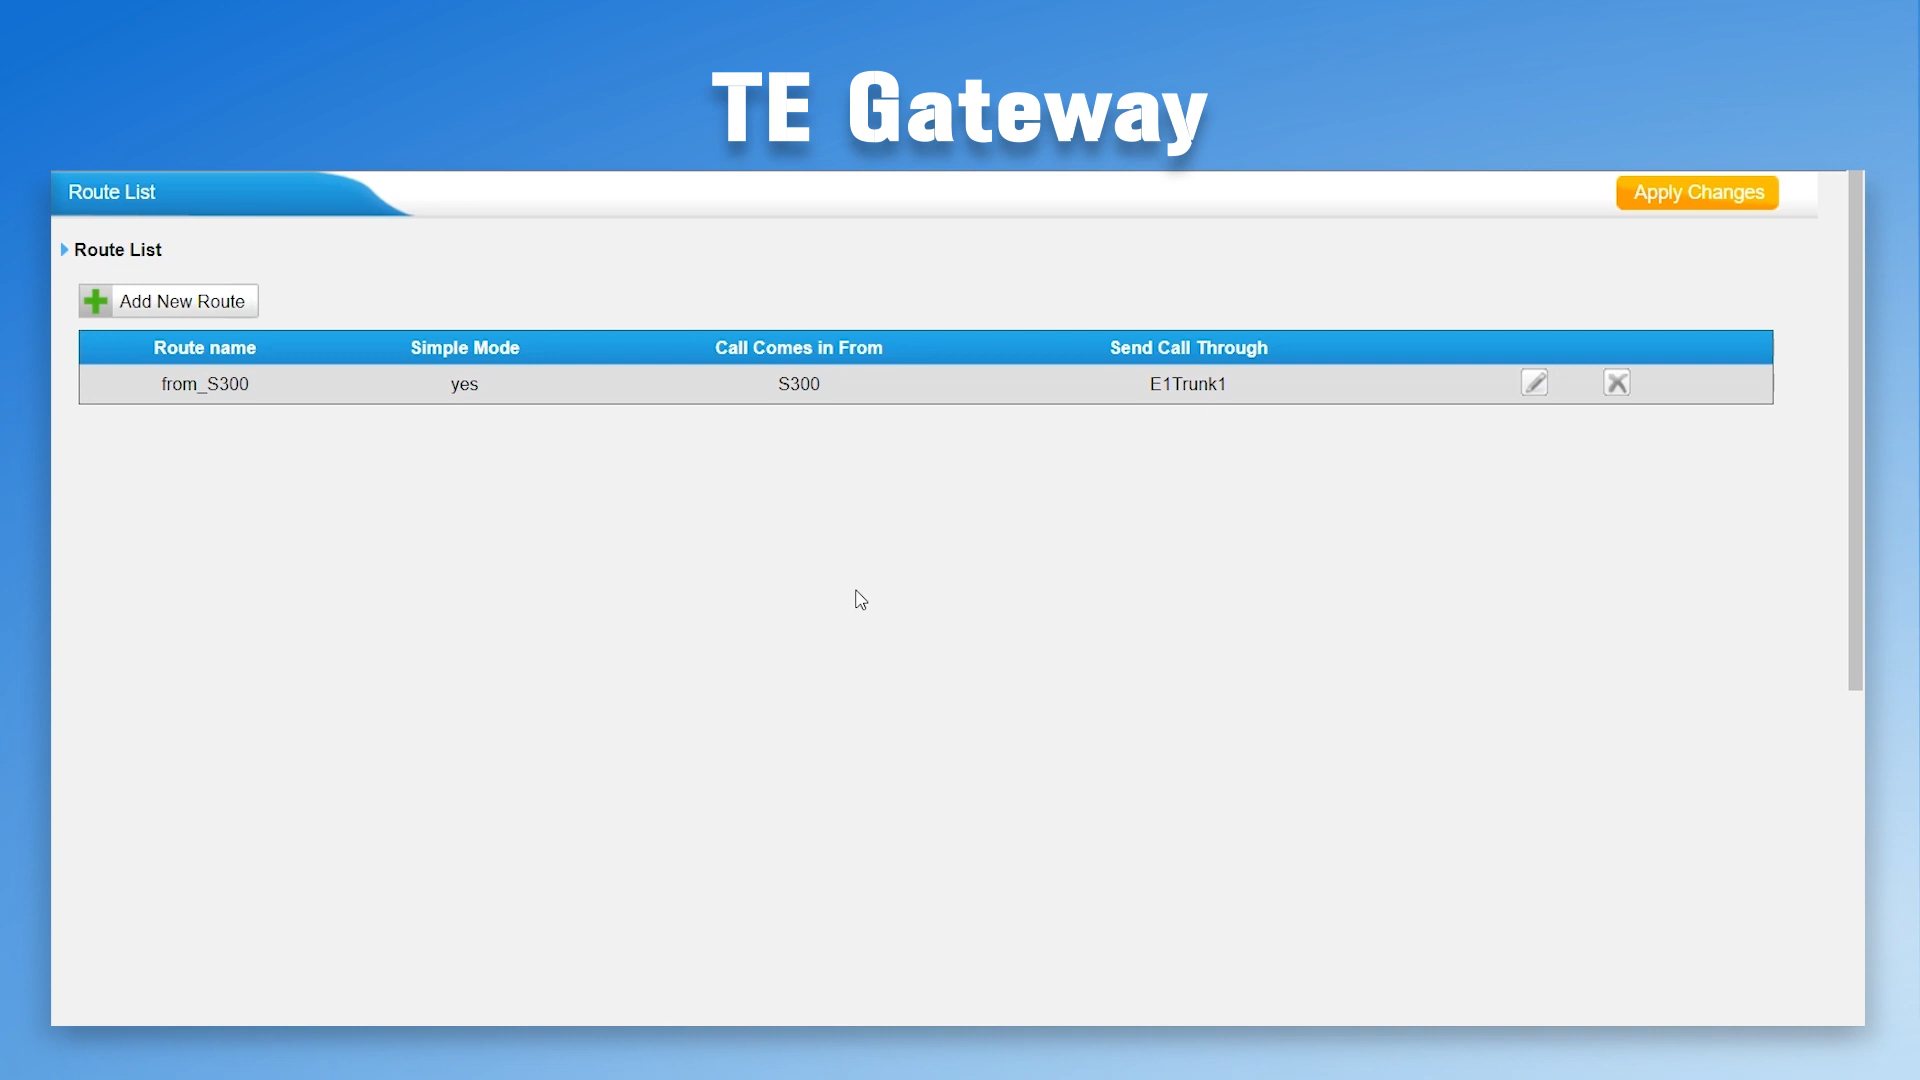 TE Gateway
Route List
Apply Changes
Route List
Add New Route
Route name Simple Mode Call Comes in From Send Call Through
from_S300 yes S300 E1Trunk1